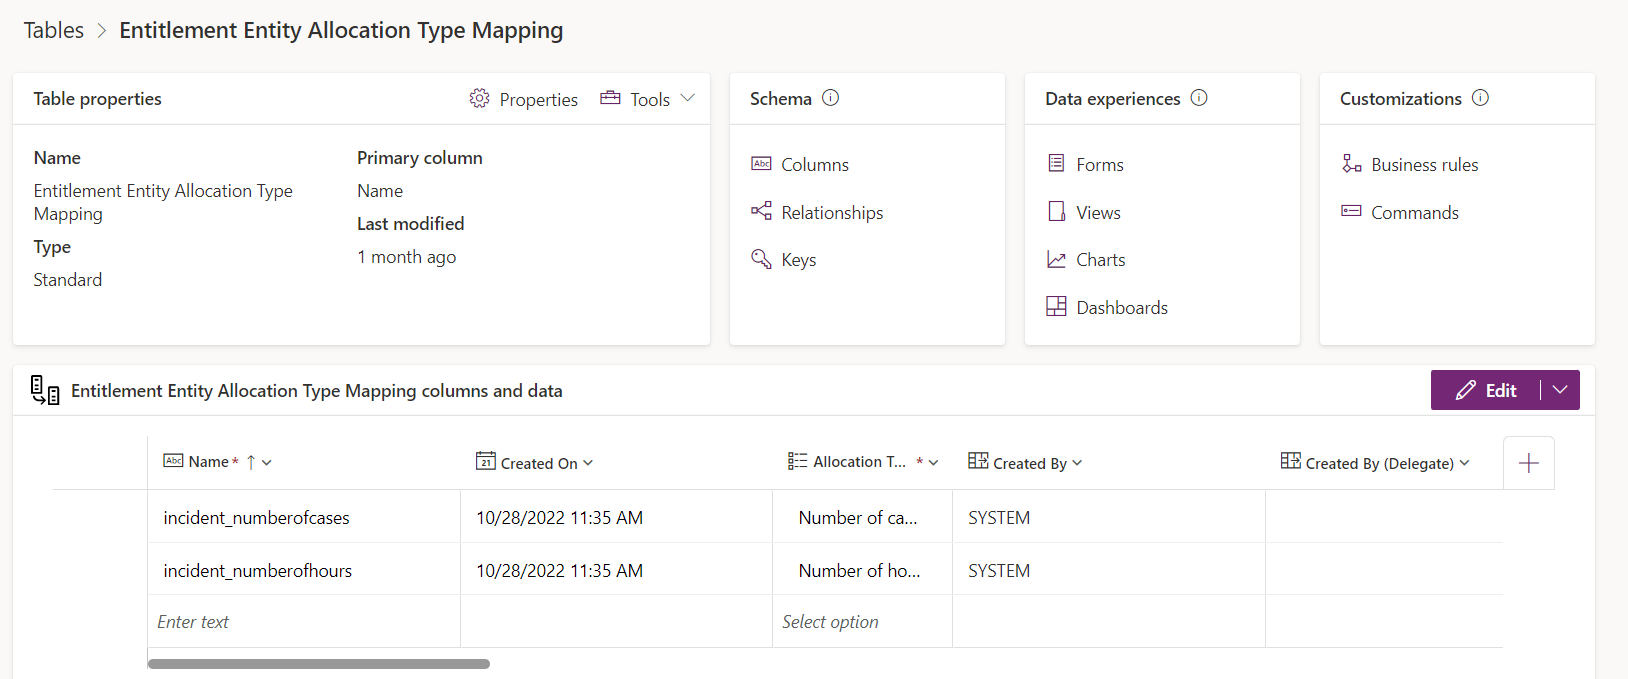 Tables > Entitlement Entity Allocation Type Mapping
Table properties
Properties
Tools
Name
Entitlement Entity Allocation Type
Mapping
Type
Standard
Primary column
Name
Last modified
1 month ago
Schema
Columns
Relationships
Keys
Data experiences
Forms
Views
Charts
Dashboards
Customizations
Business rules
Commands
Entitlement Entity Allocation Type Mapping columns and data
Edit
Abc Name * ↑ 21 Created On Allocation T... * Created By Created By (Delegate) +
incident_numberofcases 10/28/2022 11:35 AM Number of ca... SYSTEM
incident_numberofhours 10/28/2022 11:35 AM Number of ho... SYSTEM
Enter text Select option